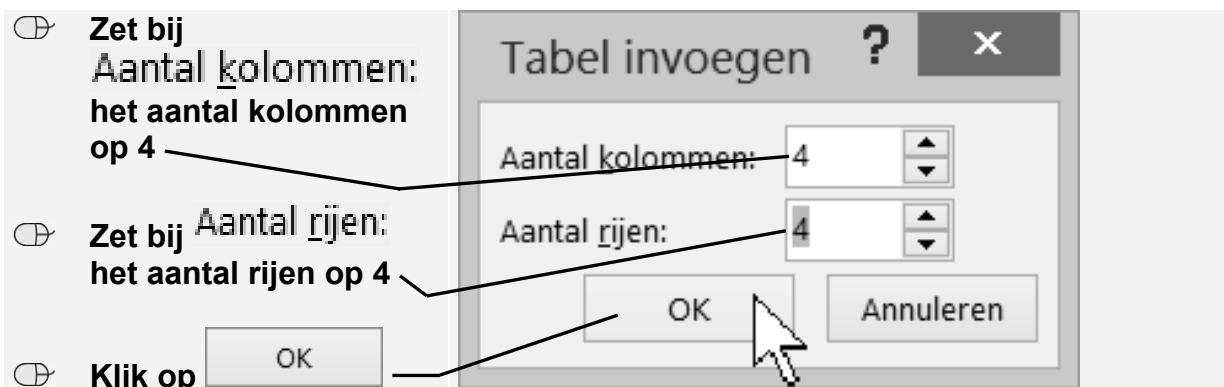 Zet bij
Aantal kolommen:
het aantal kolommen
op 4
Zet bij Aantal rijen:
het aantal rijen op 4
Klik op OK
Tabel invoegen ? ×
Aantal kolommen: 4
Aantal rijen: 4
OK Annuleren